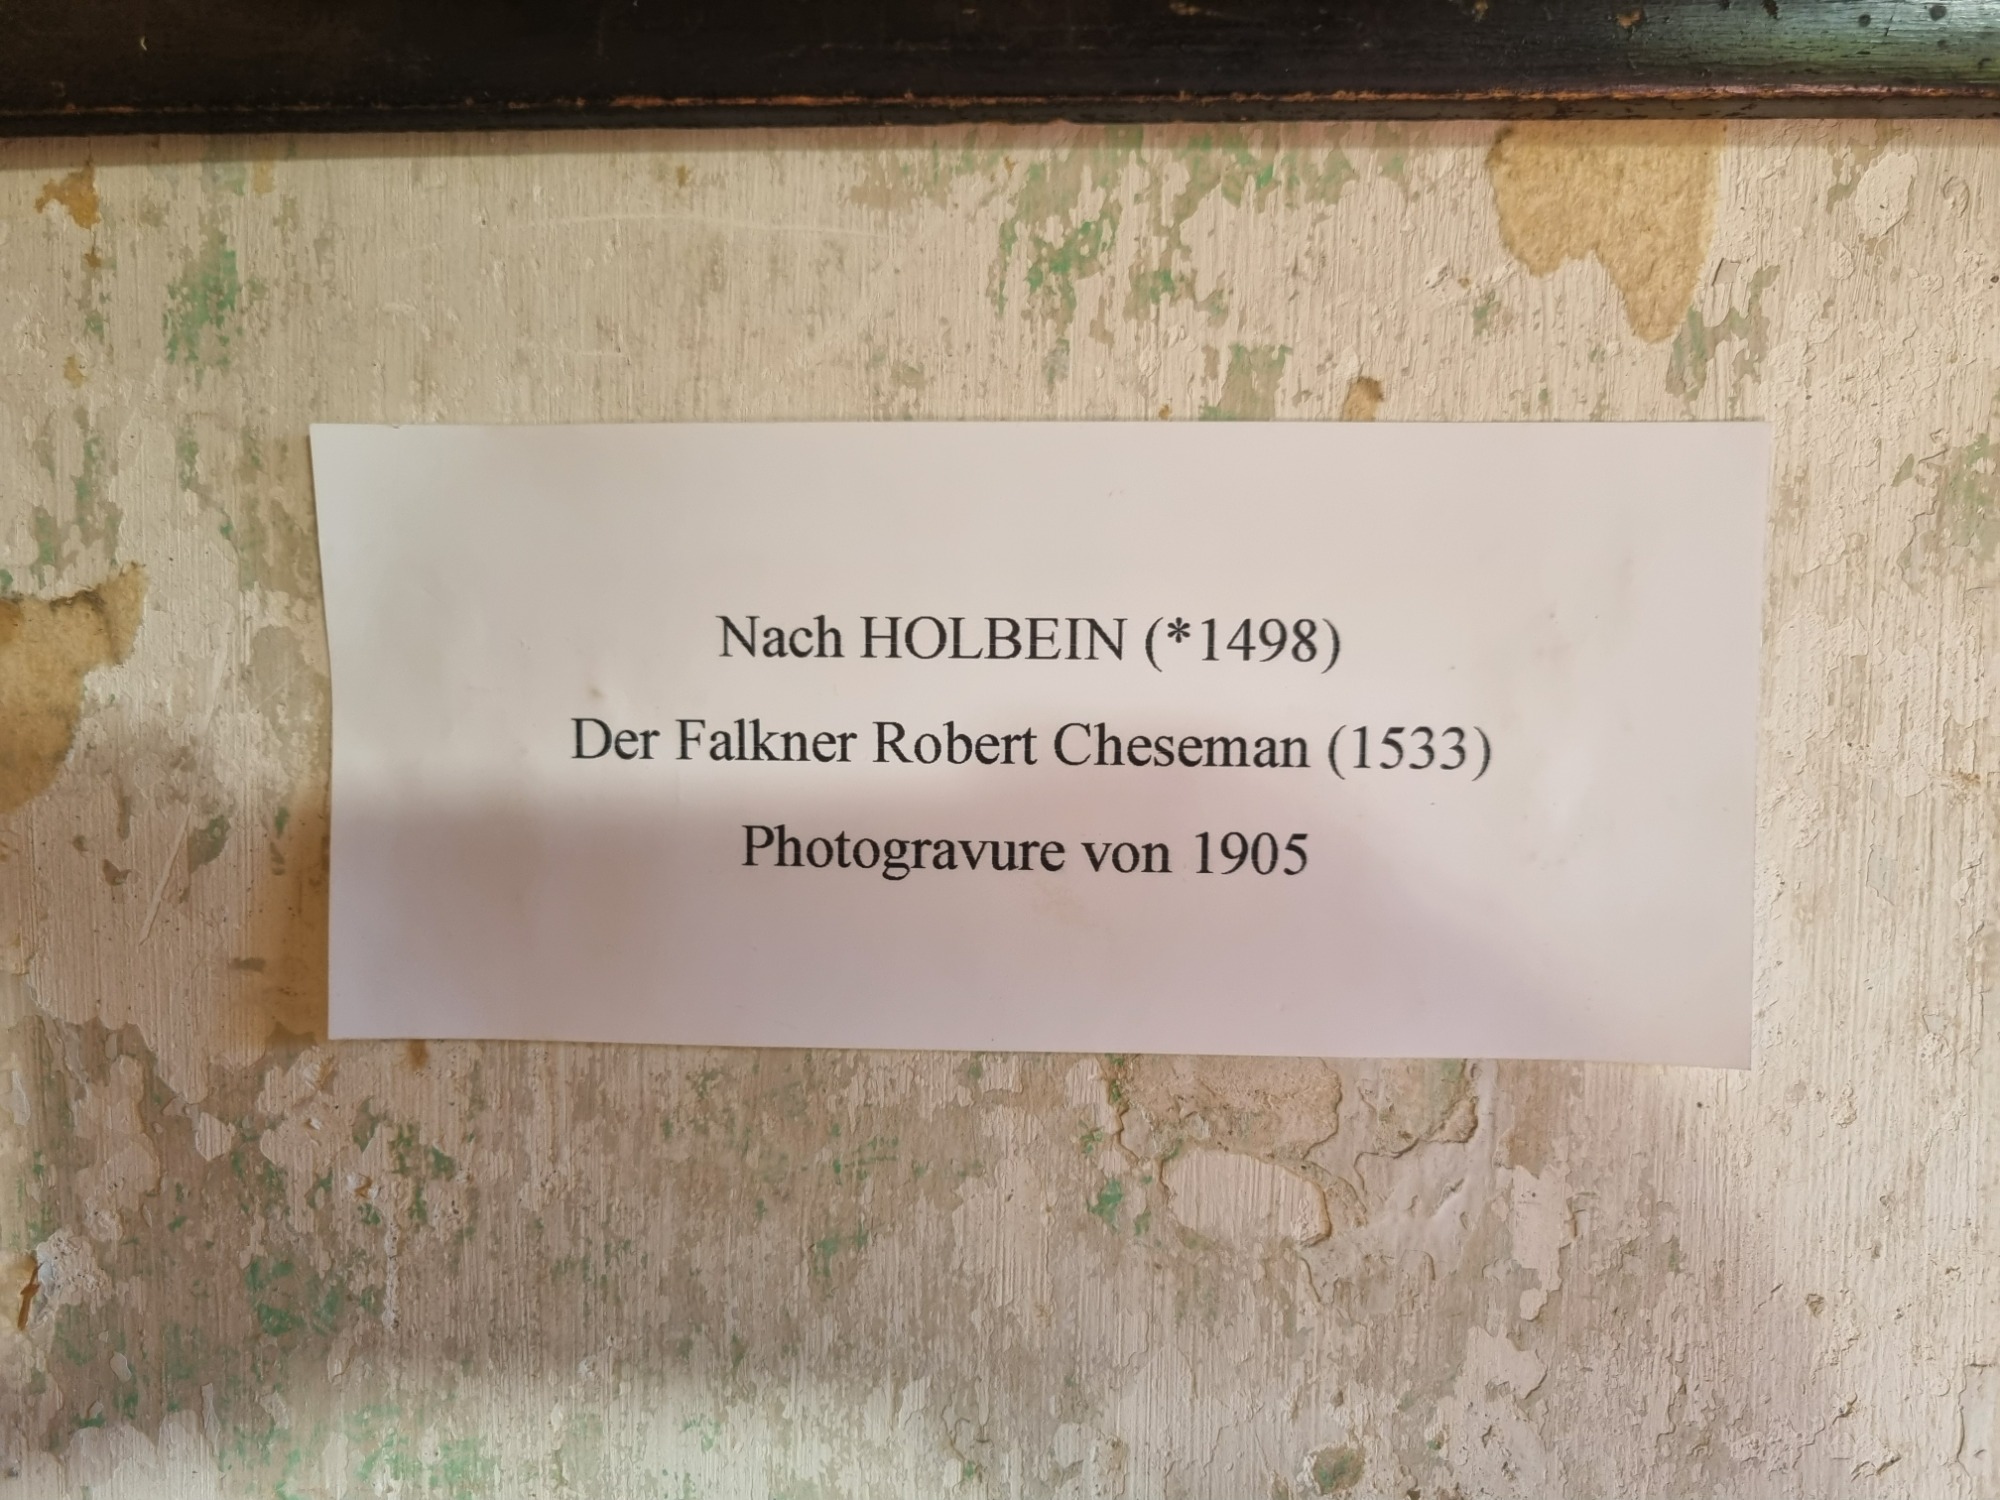 Nach HOLBEIN (*1498)
Der Falkner Robert Cheseman (1533)
Photogravure von 1905